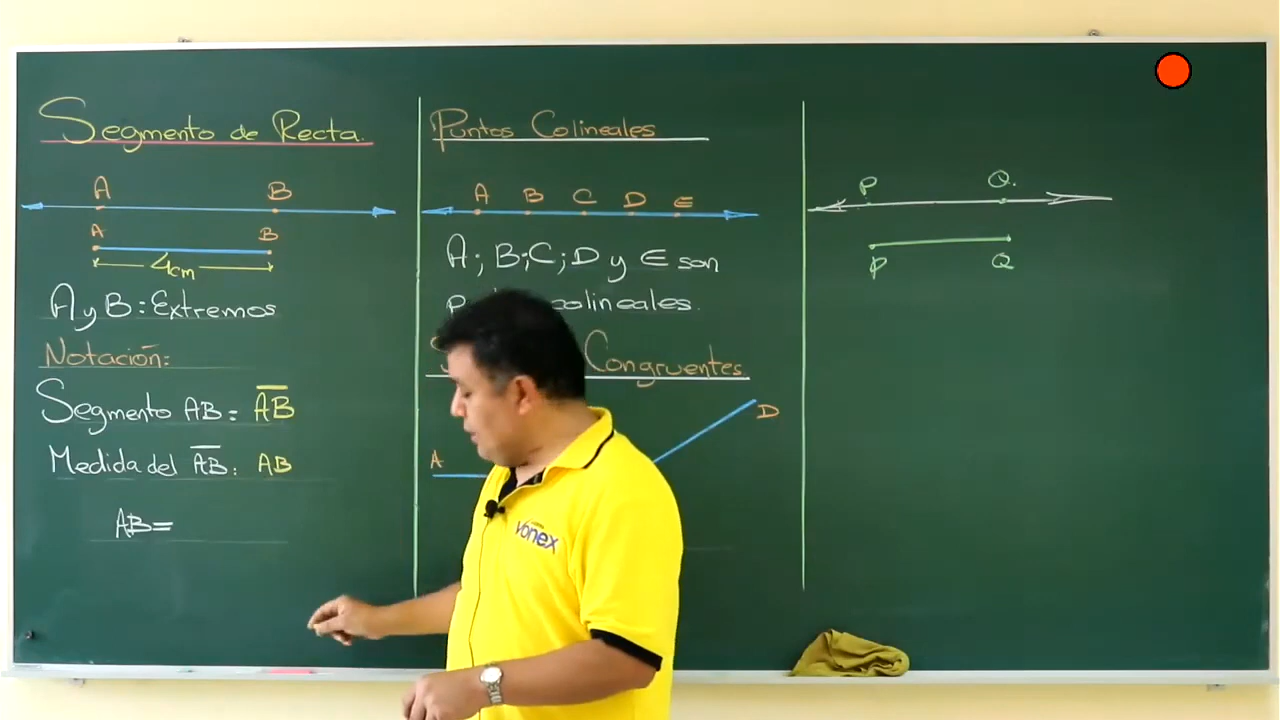 Segmento de Recta.
A B
A B
4cm
A y B: Extremos
Notación:
Segmento AB = AB
Medida del AB: AB
AB=
Puntos Colineales
A B C D E
A; B; C; D y E son
colineales.
Congruentes.
A D
P Q.
P Q
vonex